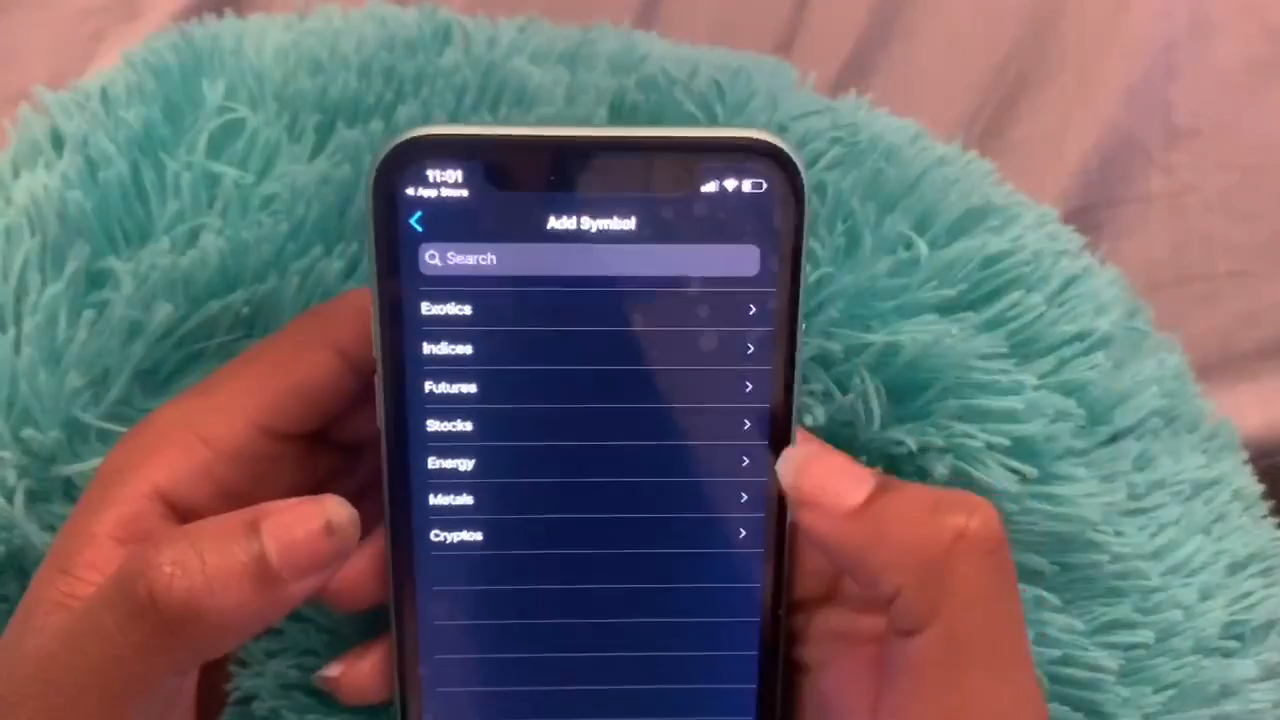 11:01
◀ App Store
Add Symbol
Search
Exotics
Indices
Futures
Stocks
Energy
Metals
Cryptos